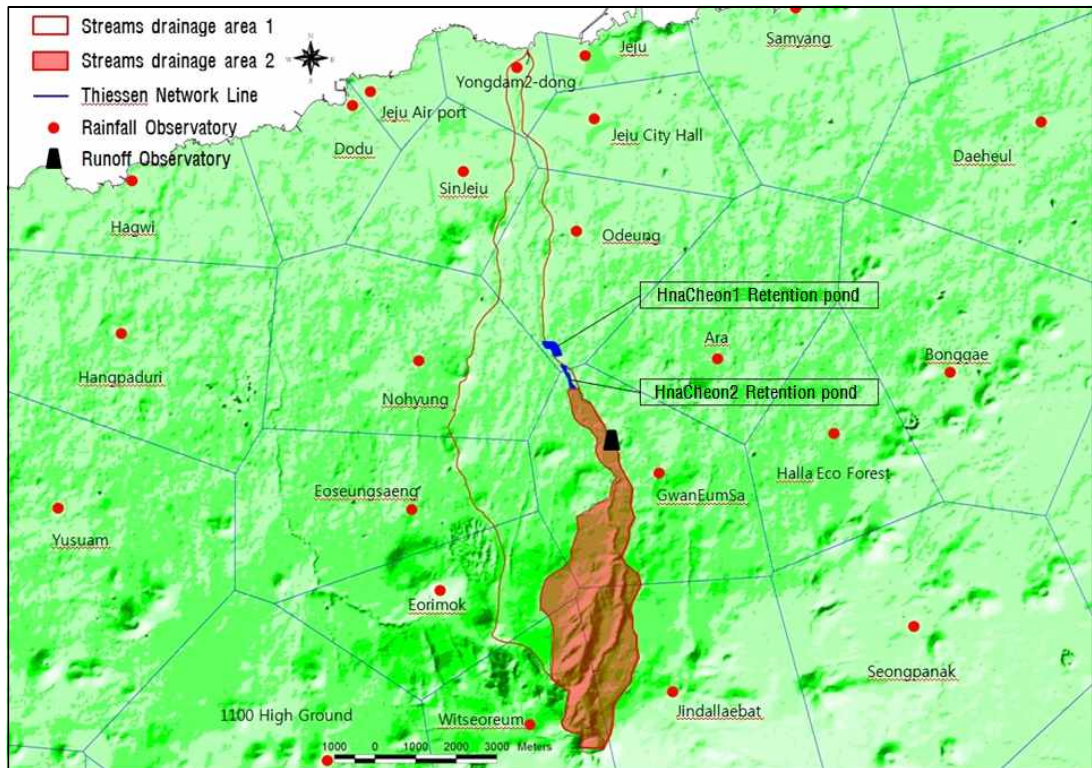 Streams drainage area 1
Streams drainage area 2
Thiessen Network Line
Rainfall Observatory
Runoff Observatory
N
Jeju
Samyang
Yongdam2-dong
Jeju Air port
Jeju City Hall
Dodu
Daeheul
SinJeju
Hagwi
Odeung
HnaCheon1 Retention pond
Ara
Bonggae
Hangpaduri
Nohyung
HnaCheon2 Retention pond
Halla Eco Forest
Eoseungsaeng
GwanEumSa
Yusuam
Eorimok
Seongpanak
1100 High Ground
Witseoreum
Jindallaebat
1000 0 1000 2000 3000 Meters